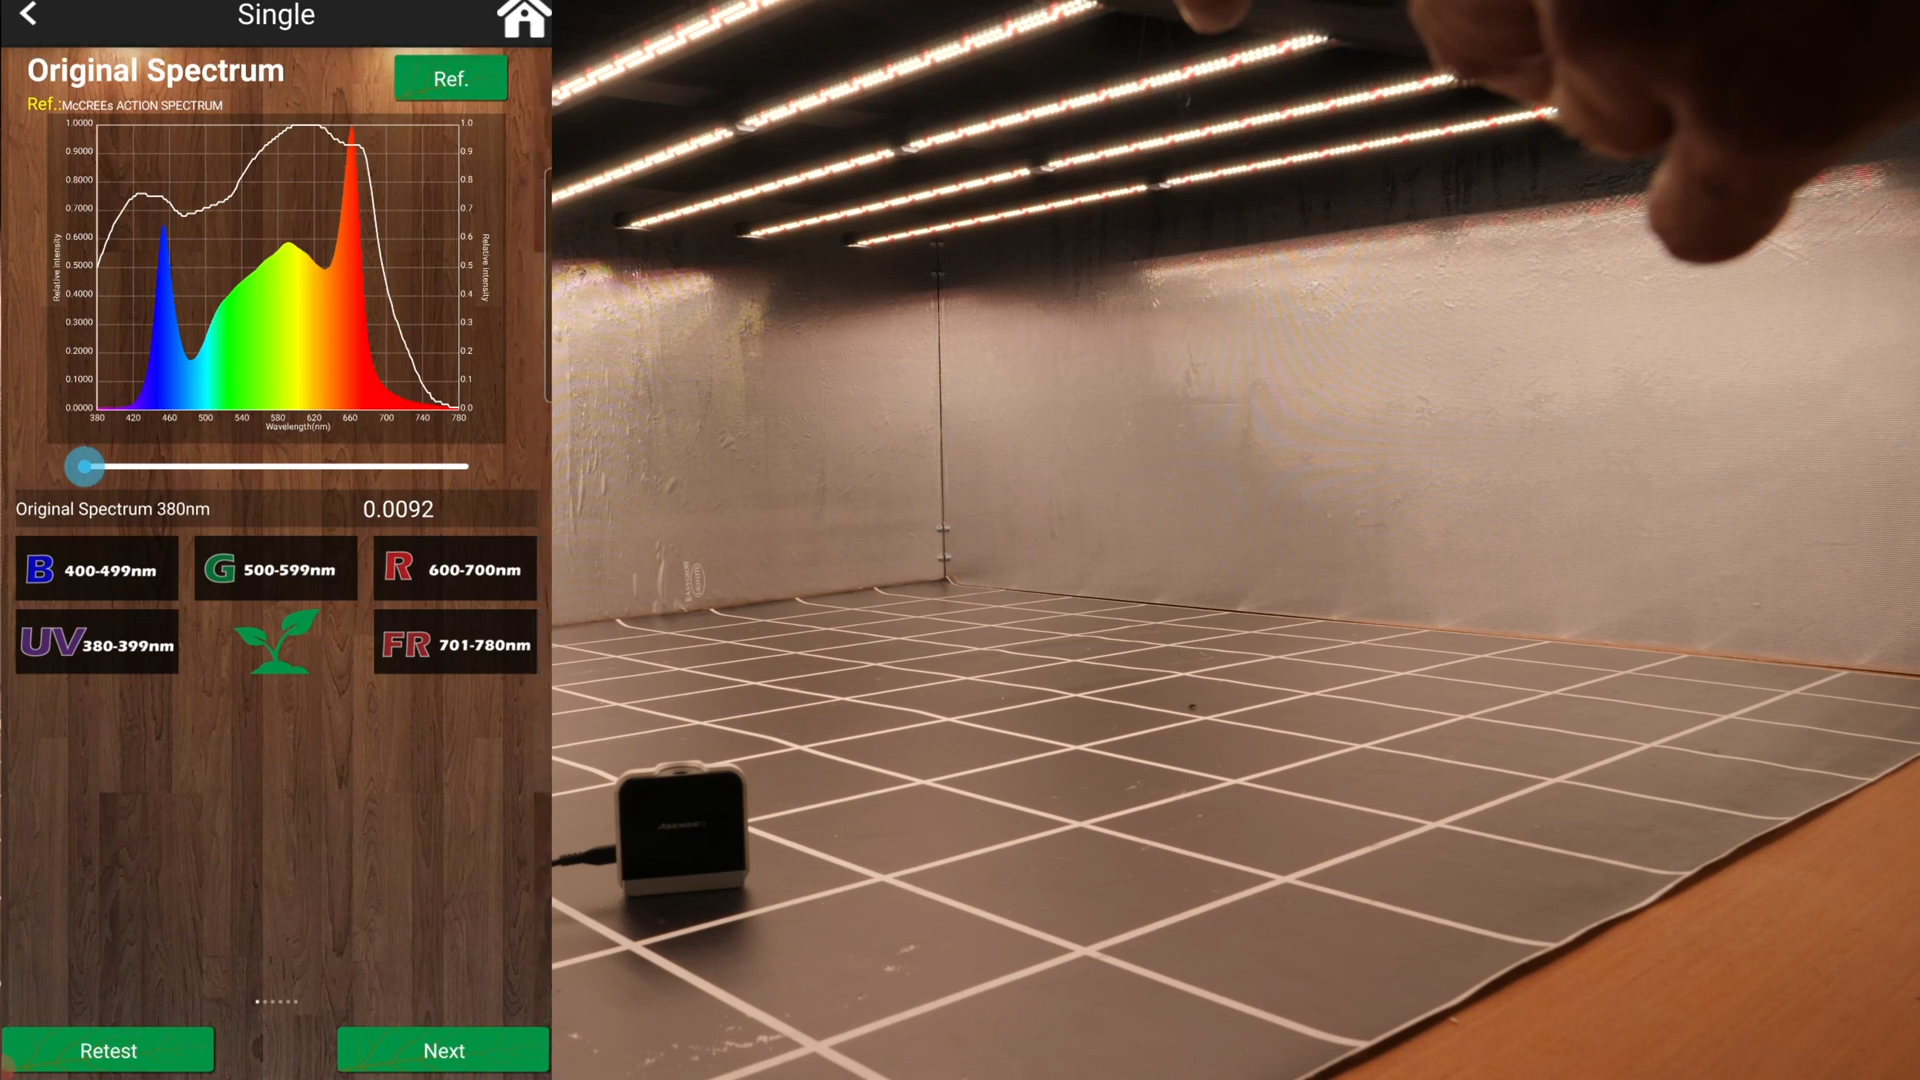 Single
Original Spectrum
Ref.
Ref.:McCREEs ACTION SPECTRUM
1.0000
0.9000
0.8000
0.7000
0.6000
0.5000
0.4000
0.3000
0.2000
0.1000
0.0000
1.0
0.9
0.8
0.7
0.6
0.5
0.4
0.3
0.2
0.1
0.0
Relative intensity
Relative intensity
380 420 460 500 540 580 620 660 700 740 780
Wavelength(nm)
Original Spectrum 380nm 0.0092
B 400-499nm
G 500-599nm
R 600-700nm
UV 380-399nm
FR 701-780nm
Retest
Next
ASENSE